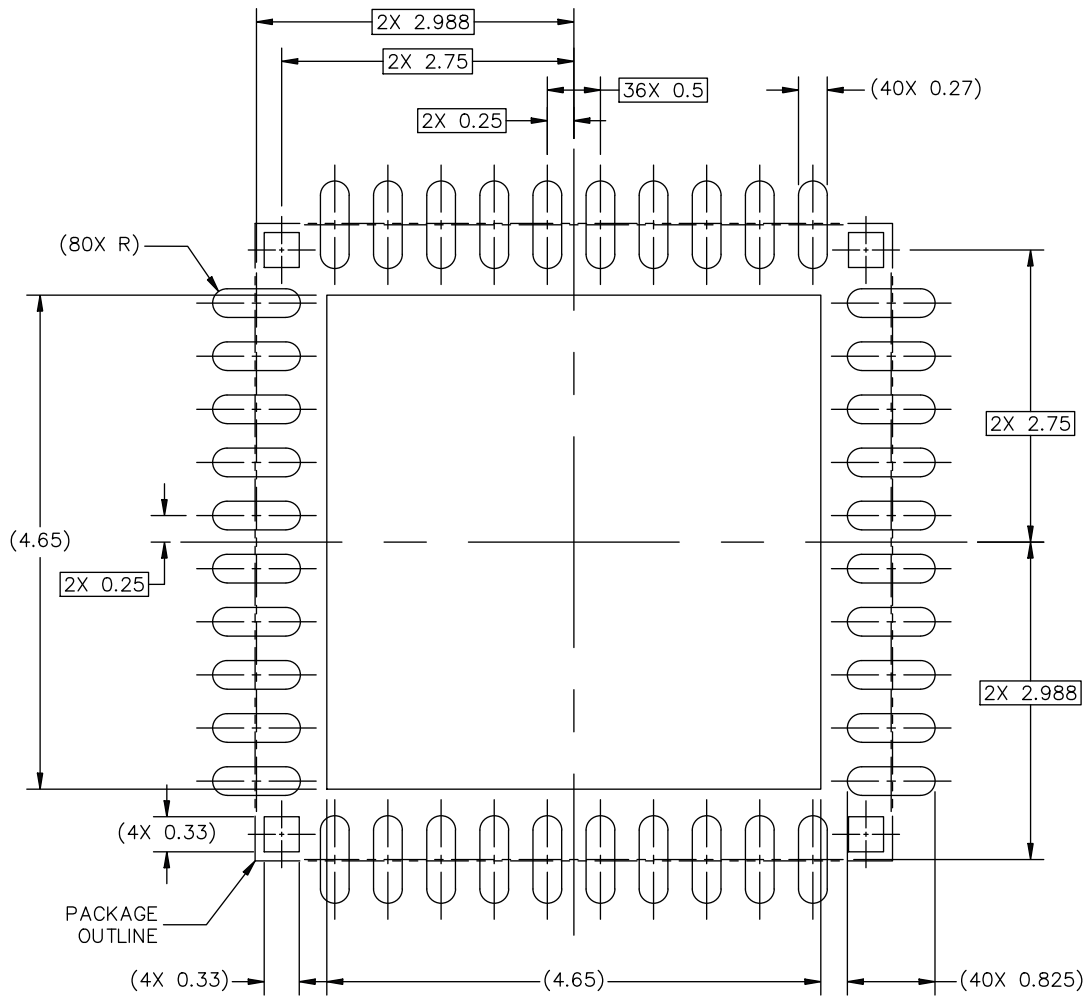 2X 2.988
2X 2.75
36X 0.5
(40X 0.27)
2X 0.25
(80X R)
2X 2.75
(4.65)
2X 0.25
2X 2.988
(4X 0.33)
PACKAGE
OUTLINE
(4X 0.33)
(4.65)
(40X 0.825)